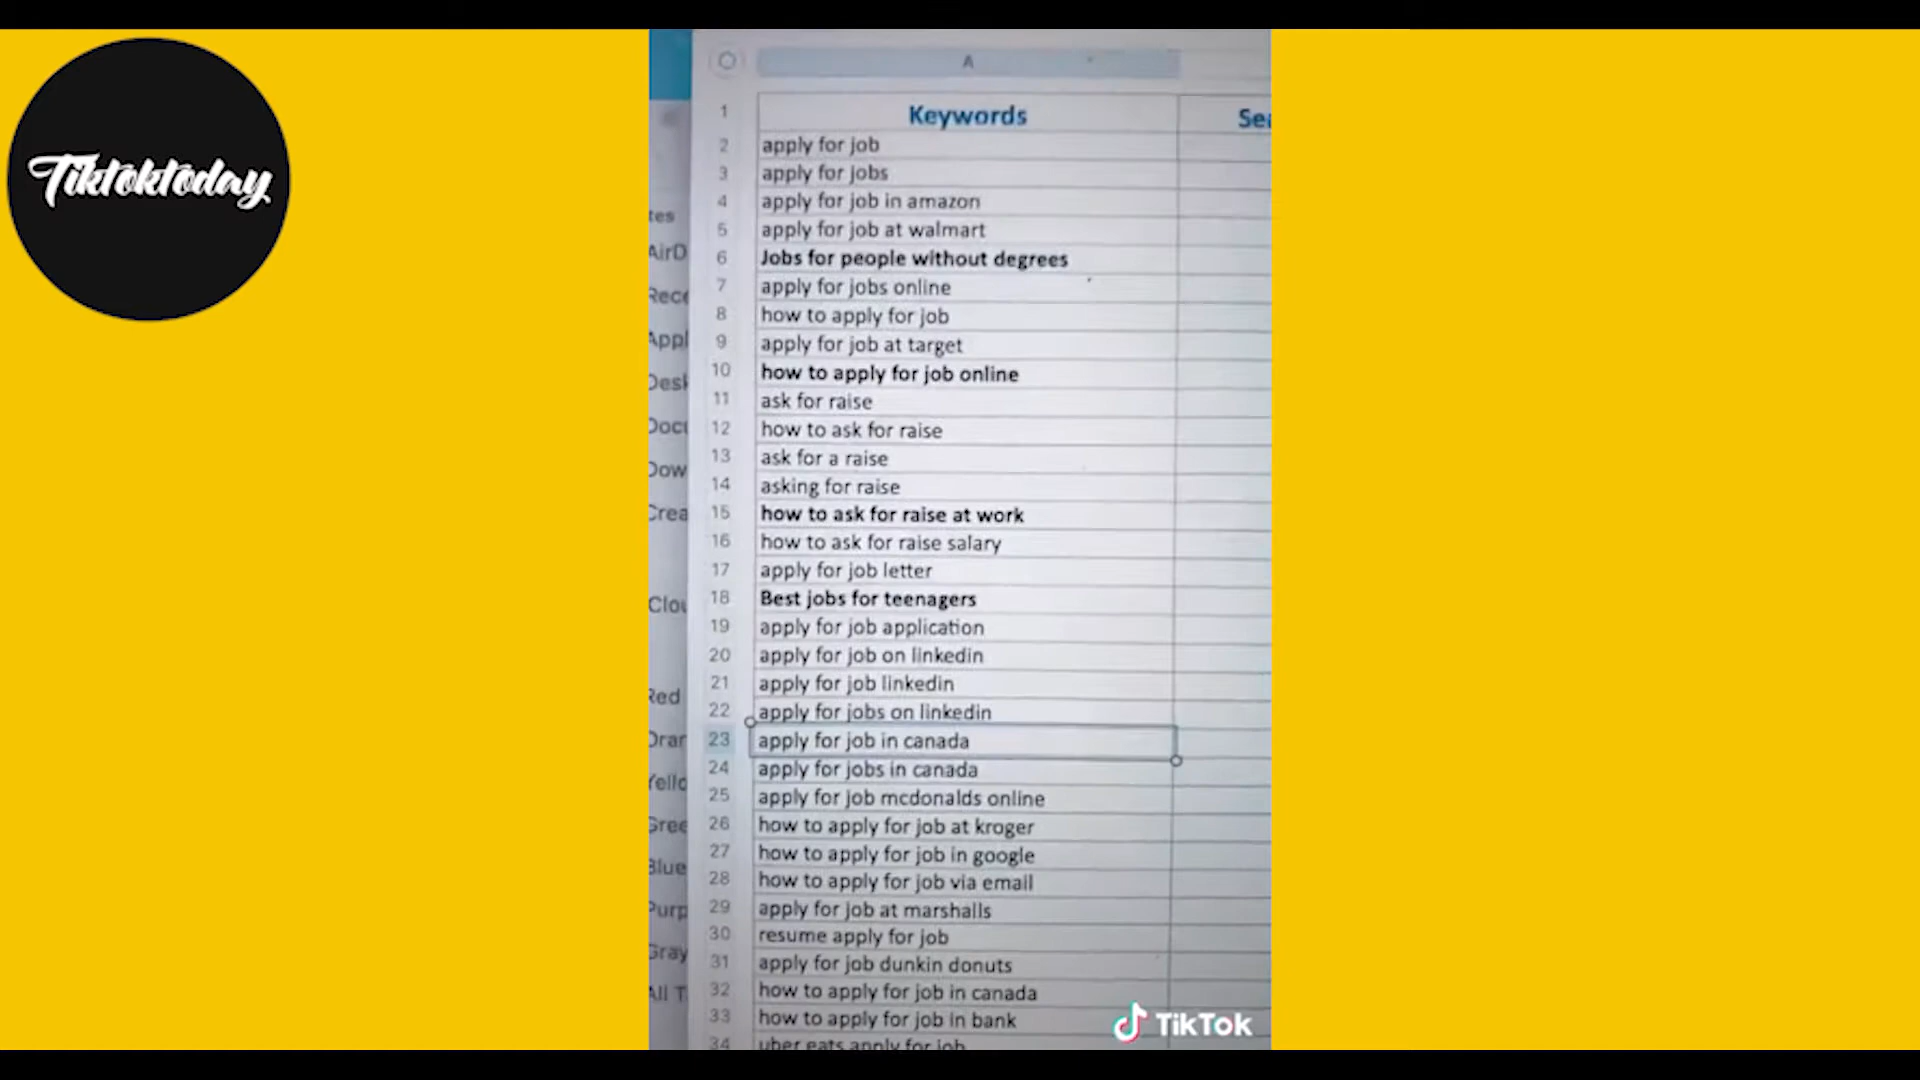 Tiktoktoday
A
1 Keywords
2 apply for job
3 apply for jobs
4 apply for job in amazon
5 apply for job at walmart
6 Jobs for people without degrees
7 apply for jobs online
8 how to apply for job
9 apply for job at target
10 how to apply for job online
11 ask for raise
12 how to ask for raise
13 ask for a raise
14 asking for raise
15 how to ask for raise at work
16 how to ask for raise salary
17 apply for job letter
18 Best jobs for teenagers
19 apply for job application
20 apply for job on linkedin
21 apply for job linkedin
22 apply for jobs on linkedin
23 apply for job in canada
24 apply for jobs in canada
25 apply for job mcdonalds online
26 how to apply for job at kroger
27 how to apply for job in google
28 how to apply for job via email
29 apply for job at marshalls
30 resume apply for job
31 apply for job dunkin donuts
32 how to apply for job in canada
33 how to apply for job in bank
34 uber eats apply for job
TikTok